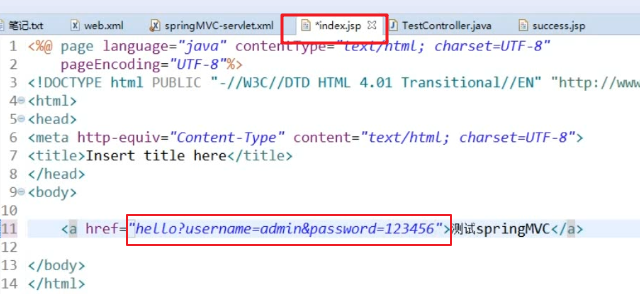 笔记.txt web.xml springMVC-servlet.xml *index.jsp TestController.java success.jsp
1 <%@ page language="java" contentType="text/html; charset=UTF-8"
2 pageEncoding="UTF-8"%>
3 <!DOCTYPE html PUBLIC "-//W3C//DTD HTML 4.01 Transitional//EN" "http://www
4 <html>
5 <head>
6 <meta http-equiv="Content-Type" content="text/html; charset=UTF-8">
7 <title>Insert title here</title>
8 </head>
9 <body>
10
11 <a href="hello?username=admin&password=123456">测试springMVC</a>
12
13 </body>
14 </html>